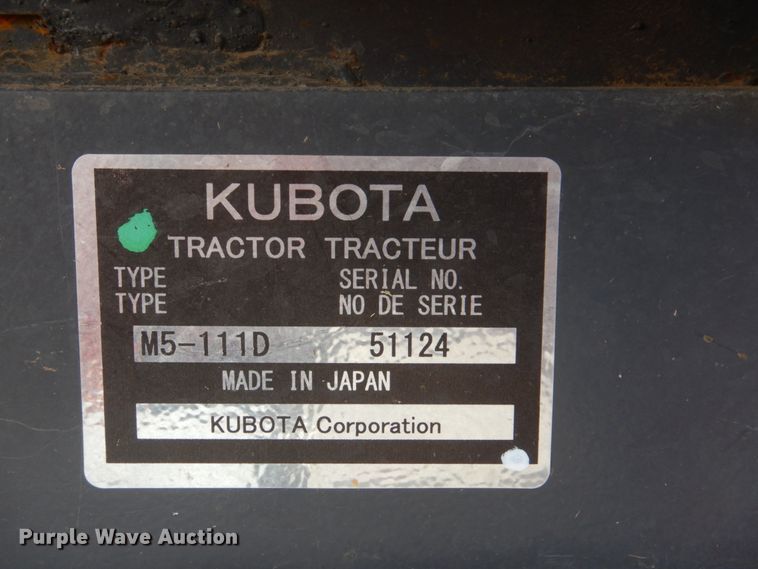 KUBOTA
TRACTOR TRACTEUR
TYPE SERIAL NO.
TYPE NO DE SERIE
M5-111D 51124
MADE IN JAPAN
KUBOTA Corporation
Purple Wave Auction